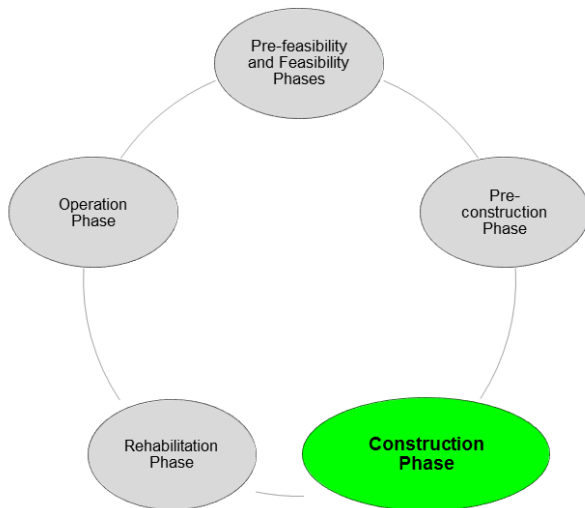 Pre-feasibility
and Feasibility
Phases
Pre-
construction
Phase
Construction
Phase
Rehabilitation
Phase
Operation
Phase